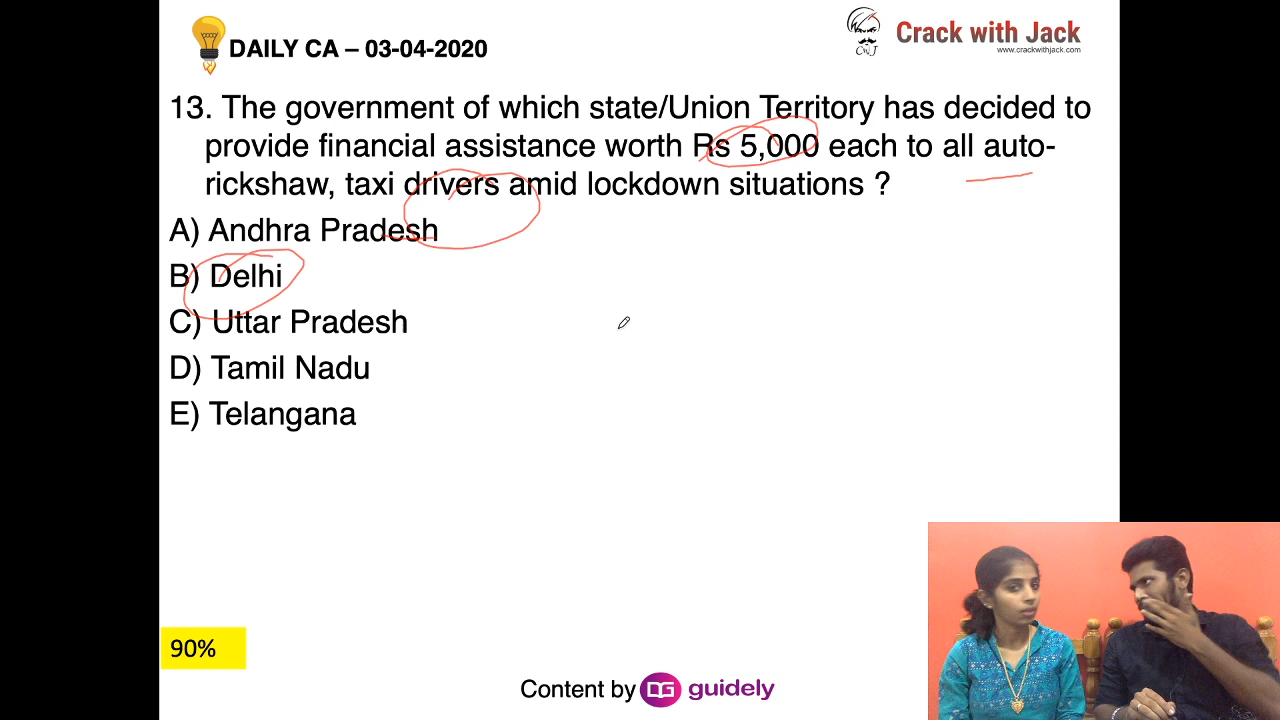 DAILY CA – 03-04-2020
Crack with Jack
www.crackwithjack.com
CwJ
13. The government of which state/Union Territory has decided to
provide financial assistance worth Rs 5,000 each to all auto-
rickshaw, taxi drivers amid lockdown situations ?
A) Andhra Pradesh
B) Delhi
C) Uttar Pradesh
D) Tamil Nadu
E) Telangana
90%
Content by DG guidely